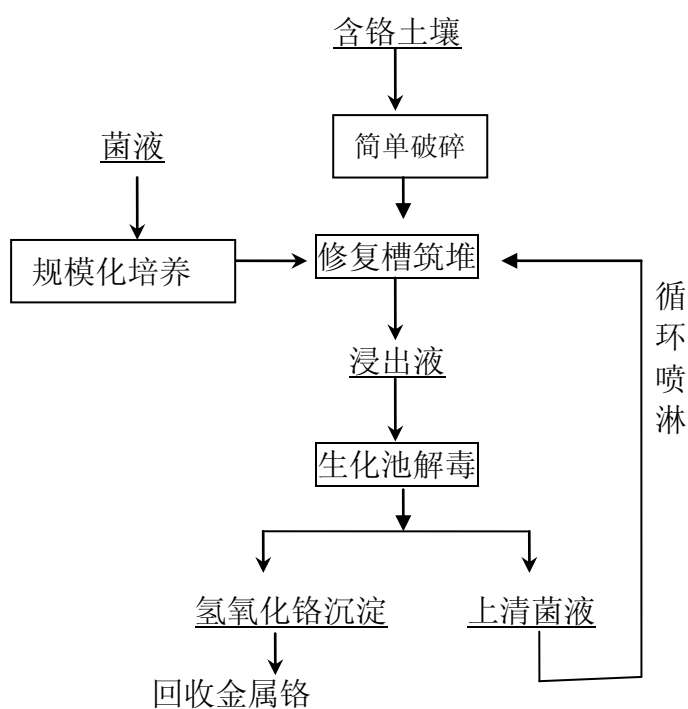 含铬土壤
简单破碎
菌液
规模化培养
修复槽筑堆
循环喷淋
浸出液
生化池解毒
氢氧化铬沉淀
上清菌液
回收金属铬